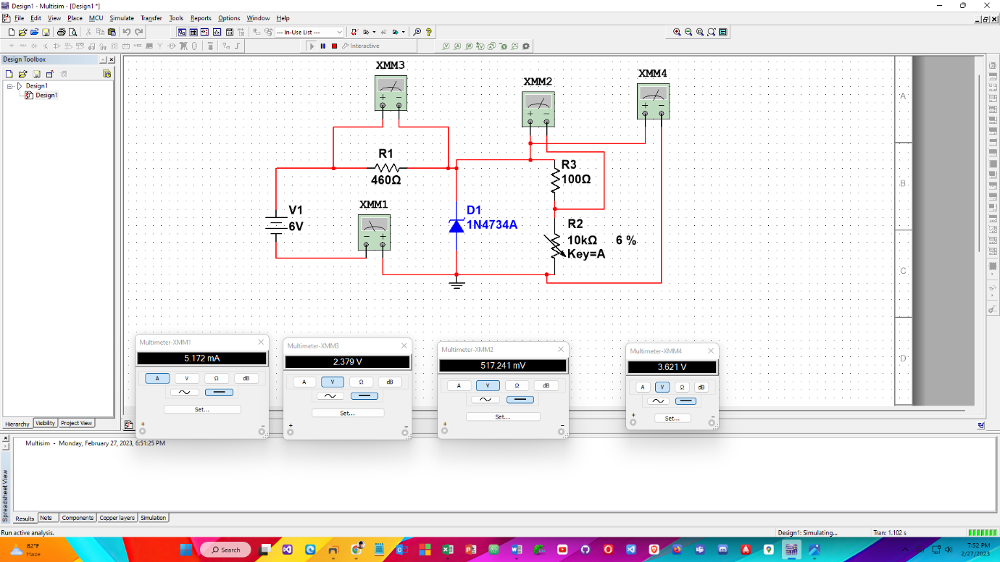 Design1 - Multisim - [Design1 *]
File Edit View Place MCU Simulate Transfer Tools Reports Options Window Help
--- In-Use List ---
Interactive
Design Toolbox
Design1
Design1
XMM3
XMM2
XMM4
A
R1
460Ω
R3
100Ω
B
XMM1
V1
6V
D1
1N4734A
R2
10kΩ 6 %
Key=A
C
D
Multimeter-XMM1
5.172 mA
A V Ω dB
Set...
+ −
Multimeter-XMM3
2.379 V
A V Ω dB
Set...
+ −
Multimeter-XMM2
517.241 mV
A V Ω dB
Set...
+ −
Multimeter-XMM4
3.621 V
A V Ω dB
Set...
+ −
Hierarchy Visibility Project View
Multisim - Monday, February 27, 2023, 6:51:25 PM
Spreadsheet View
Results Nets Components Copper layers Simulation
Run active analysis.
Design1: Simulating...
Tran: 1.102 s
82°F
Haze
Search
7:52 PM
2/27/2023